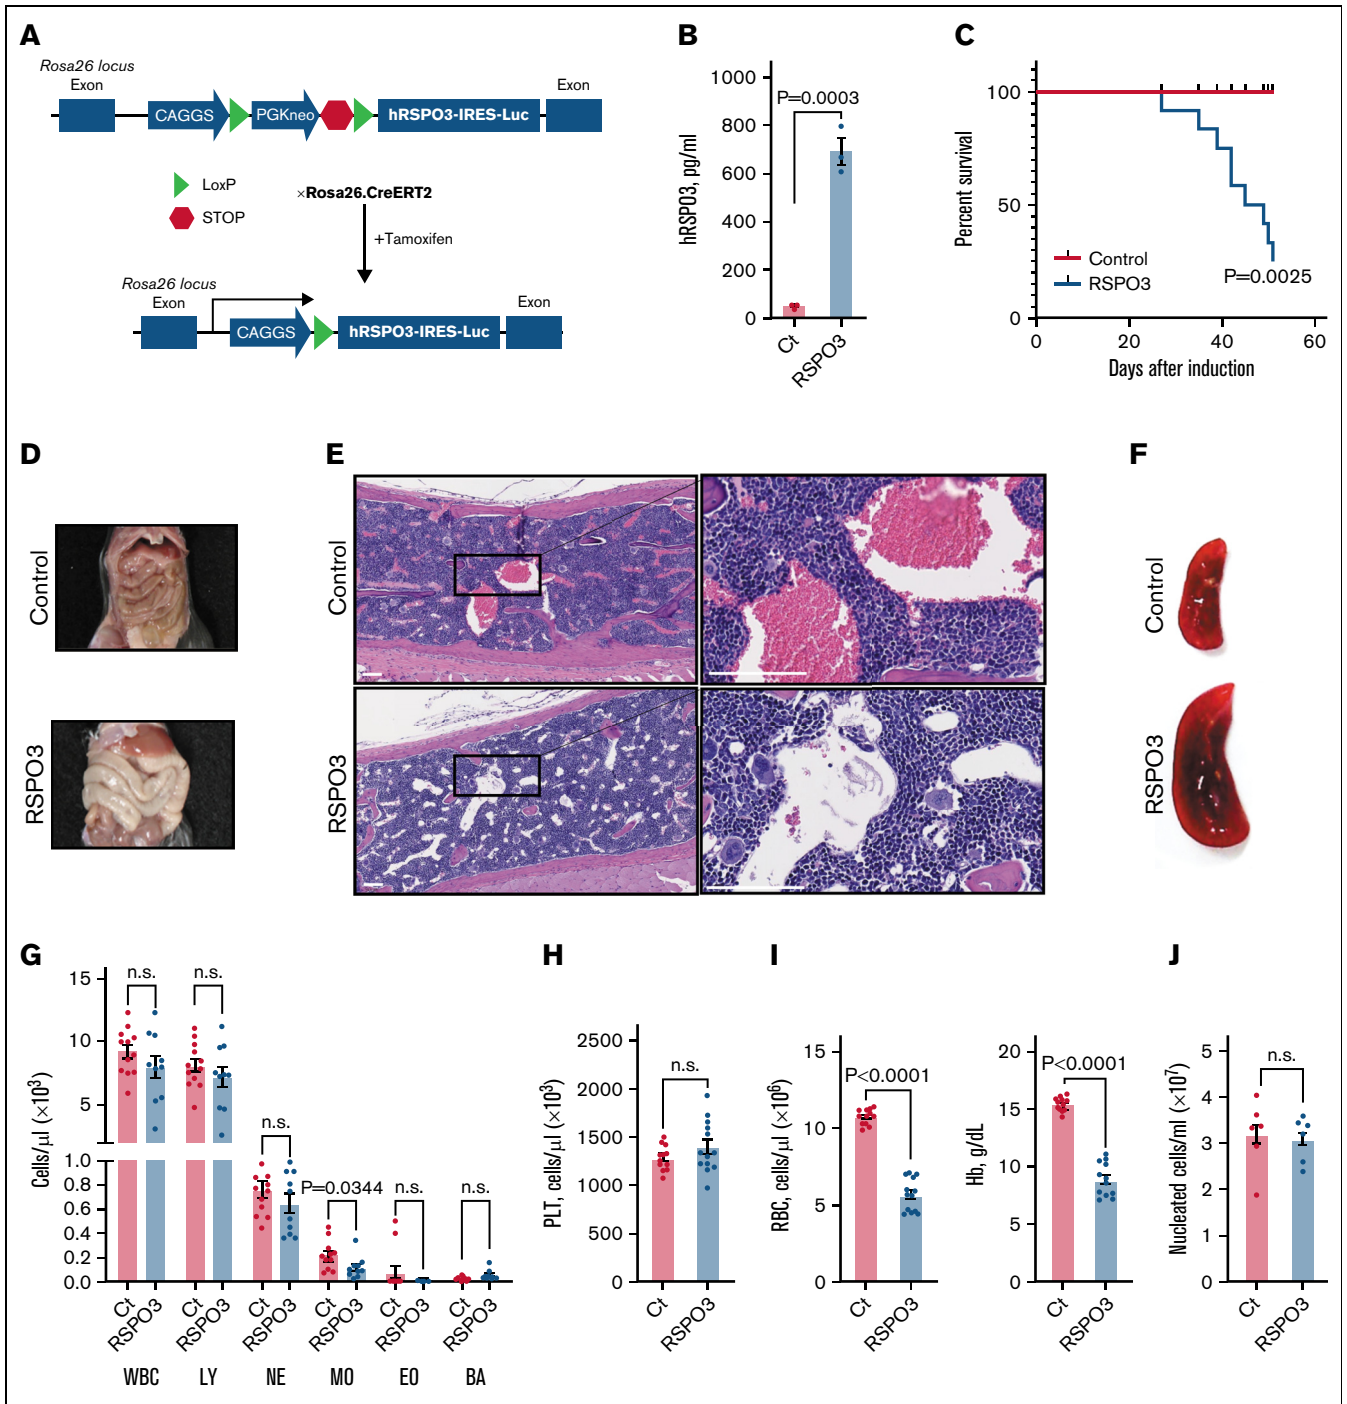 A
Rosa26 locus
Exon
Exon
CAGGS
PGKneo
hRSPO3-IRES-Luc
LoxP
STOP
×Rosa26.CreERT2
+Tamoxifen
Rosa26 locus
Exon
Exon
CAGGS
hRSPO3-IRES-Luc
B
1000
800
600
400
200
0
hRSPO3, pg/ml
P=0.0003
Ct
RSPO3
C
100
50
0
Percent survival
Control
RSPO3
P=0.0025
0
20
40
60
Days after induction
D
Control
RSPO3
E
Control
RSPO3
F
Control
RSPO3
G
15
10
5
1.0
0.8
0.6
0.4
0.2
0.0
Cells/μl (×10³)
n.s.
n.s.
n.s.
P=0.0344
n.s.
n.s.
Ct
RSPO3
Ct
RSPO3
Ct
RSPO3
Ct
RSPO3
Ct
RSPO3
Ct
RSPO3
WBC
LY
NE
MO
EO
BA
H
2500
2000
1500
1000
500
0
PLT, cells/μl (×10³)
n.s.
Ct
RSPO3
I
15
10
5
0
RBC, cells/μl (×10⁶)
P<0.0001
Ct
RSPO3
20
15
10
5
0
Hb, g/dL
P<0.0001
Ct
RSPO3
J
5
4
3
2
1
0
Nucleated cells/ml (×10⁷)
n.s.
Ct
RSPO3